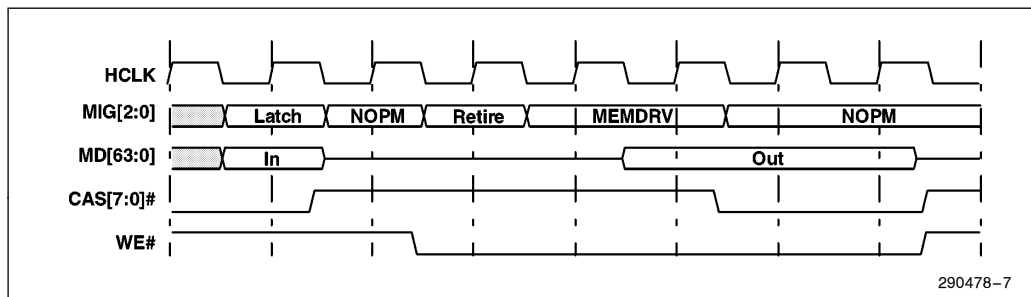 HCLK
MIG[2:0] Latch NOPM Retire MEMDRV NOPM
MD[63:0] In Out
CAS[7:0]#
WE#
290478–7